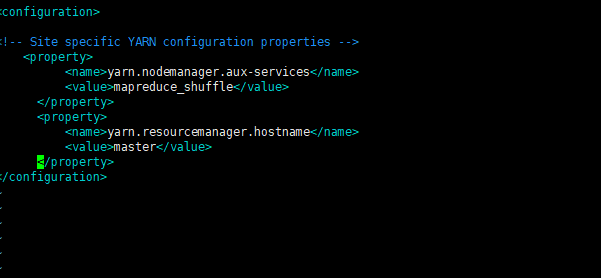 <configuration>
<!-- Site specific YARN configuration properties -->
<property>
<name>yarn.nodemanager.aux-services</name>
<value>mapreduce_shuffle</value>
</property>
<property>
<name>yarn.resourcemanager.hostname</name>
<value>master</value>
</property>
</configuration>
~
~
~
~
~
~